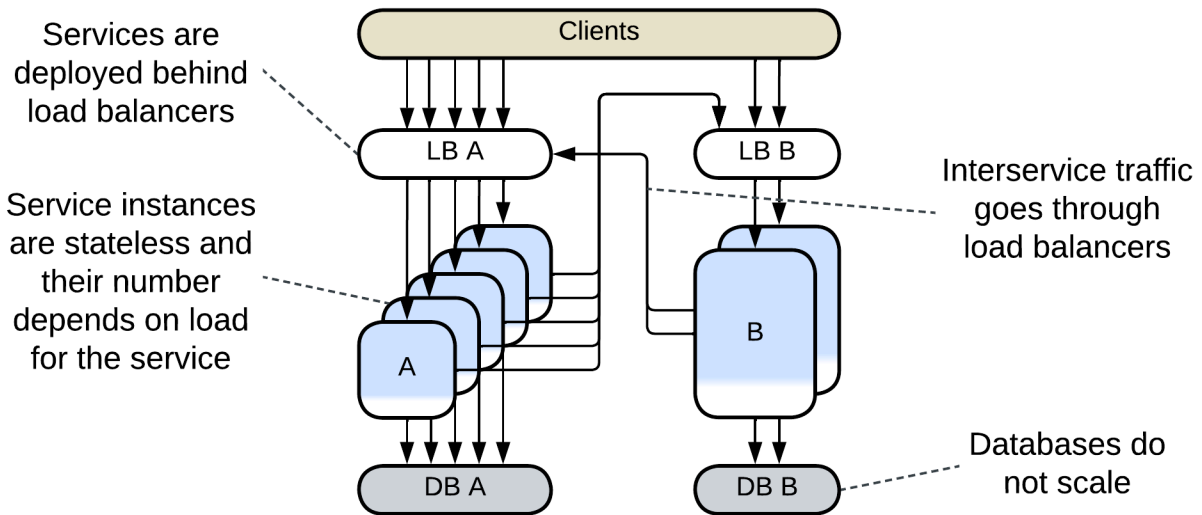 Services are
deployed behind
load balancers
Clients
LB A
LB B
Interservice traffic
goes through
load balancers
Service instances
are stateless and
their number
depends on load
for the service
A
B
DB A
DB B
Databases do
not scale